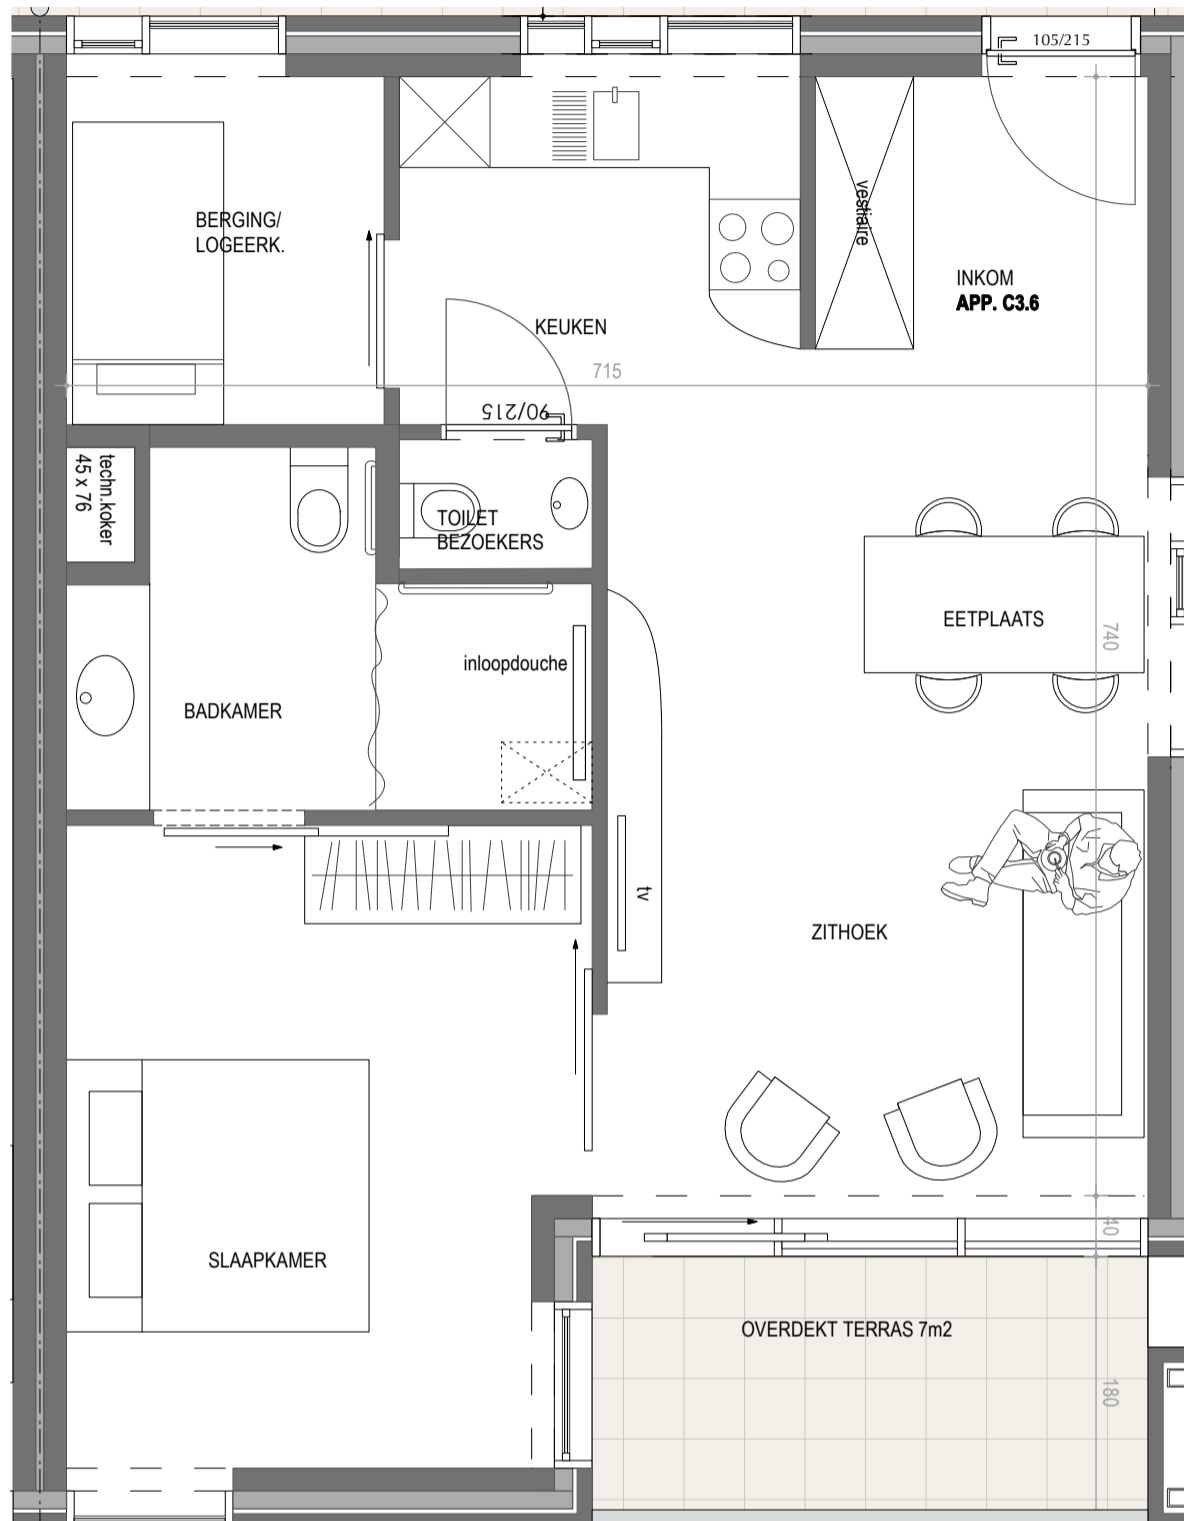 105/215
BERGING/
LOGEERK.
vestiaire
INKOM
APP. C3.6
KEUKEN
715
90/215
techn.koker
45 x 76
TOILET
BEZOEKERS
EETPLAATS
740
inloopdouche
BADKAMER
tv
ZITHOEK
40
SLAAPKAMER
OVERDEKT TERRAS 7m2
180